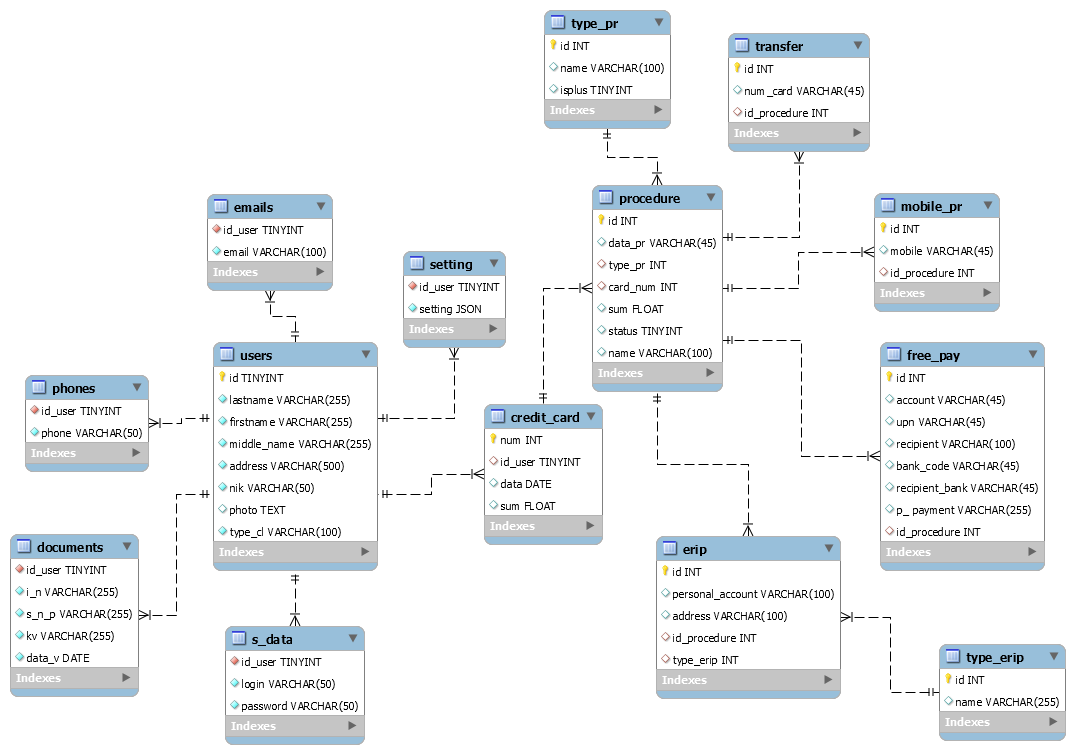 type_pr
id INT
name VARCHAR(100)
isplus TINYINT
Indexes
transfer
id INT
num_card VARCHAR(45)
id_procedure INT
Indexes
procedure
id INT
data_pr VARCHAR(45)
type_pr INT
card_num INT
sum FLOAT
status TINYINT
name VARCHAR(100)
Indexes
mobile_pr
id INT
mobile VARCHAR(45)
id_procedure INT
Indexes
emails
id_user TINYINT
email VARCHAR(100)
Indexes
setting
id_user TINYINT
setting JSON
Indexes
users
id TINYINT
lastname VARCHAR(255)
firstname VARCHAR(255)
middle_name VARCHAR(255)
address VARCHAR(500)
nik VARCHAR(50)
photo TEXT
type_cl VARCHAR(100)
Indexes
phones
id_user TINYINT
phone VARCHAR(50)
Indexes
free_pay
id INT
account VARCHAR(45)
upn VARCHAR(45)
recipient VARCHAR(100)
bank_code VARCHAR(45)
recipient_bank VARCHAR(45)
p_ payment VARCHAR(255)
id_procedure INT
Indexes
credit_card
num INT
id_user TINYINT
data DATE
sum FLOAT
Indexes
documents
id_user TINYINT
i_n VARCHAR(255)
s_n_p VARCHAR(255)
kv VARCHAR(255)
data_v DATE
Indexes
erip
id INT
personal_account VARCHAR(100)
address VARCHAR(100)
id_procedure INT
type_erip INT
Indexes
s_data
id_user TINYINT
login VARCHAR(50)
password VARCHAR(50)
Indexes
type_erip
id INT
name VARCHAR(255)
Indexes